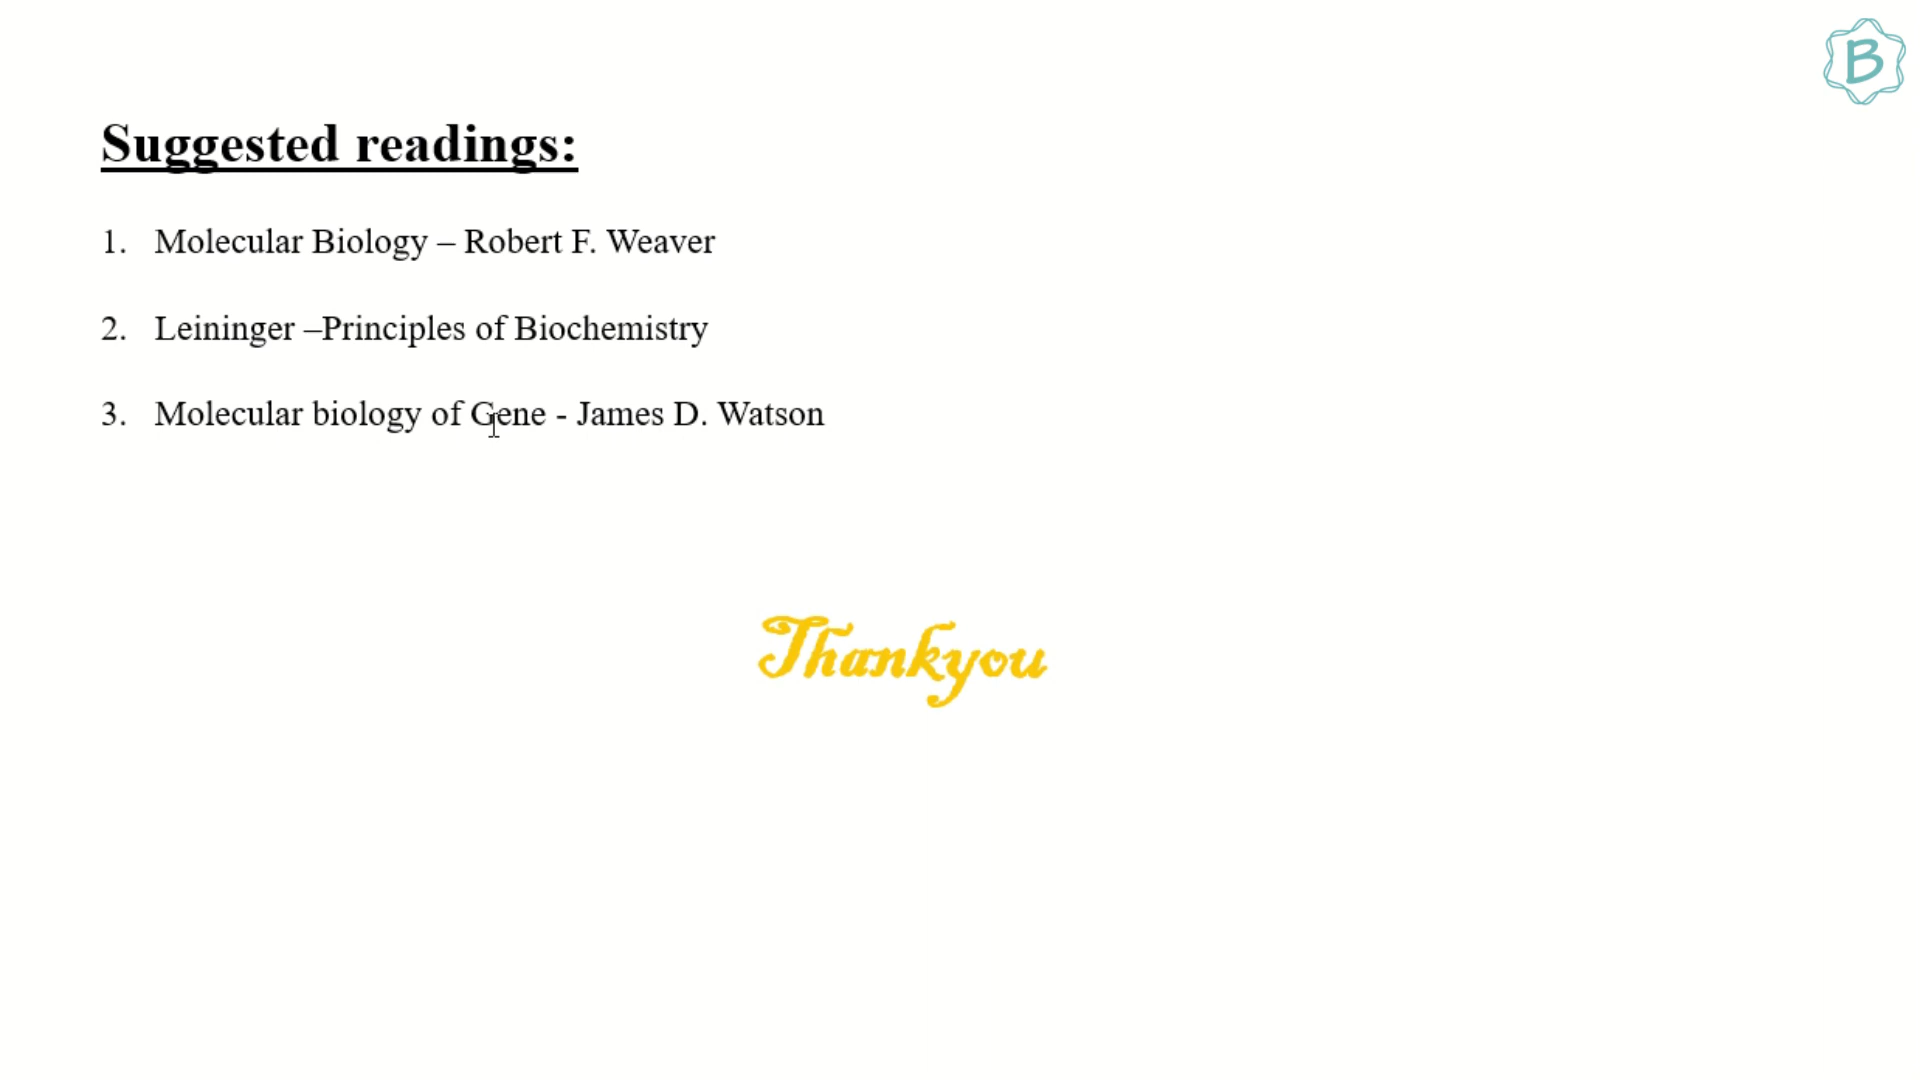 B
Suggested readings:
1. Molecular Biology – Robert F. Weaver
2. Leininger –Principles of Biochemistry
3. Molecular biology of Gene - James D. Watson
Thankyou